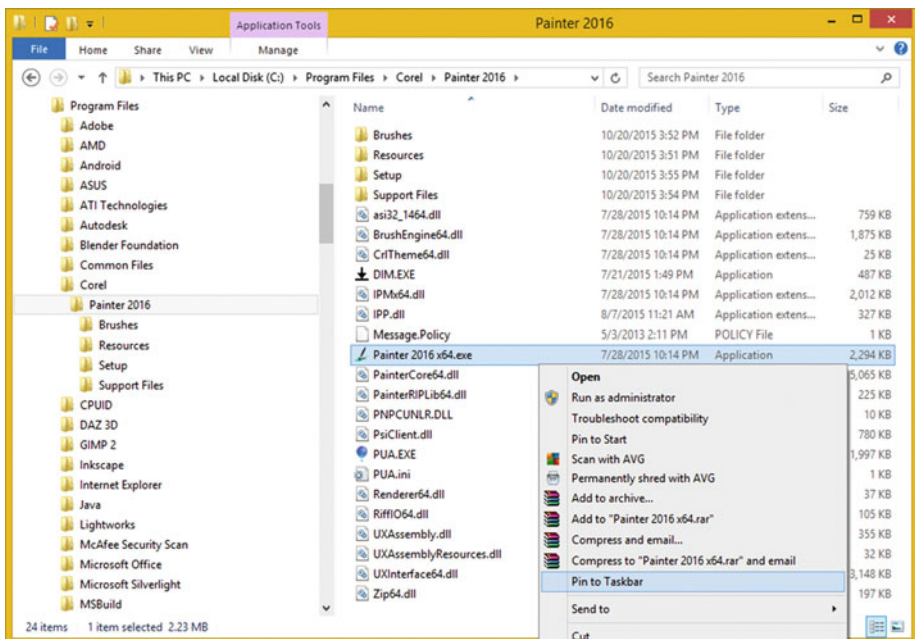 Application Tools
Painter 2016
File Home Share View Manage
This PC Local Disk (C:) Program Files Corel Painter 2016
Search Painter 2016
Program Files
Adobe
AMD
Android
ASUS
ATI Technologies
Autodesk
Blender Foundation
Common Files
Corel
Painter 2016
Brushes
Resources
Setup
Support Files
CPUID
DAZ 3D
GIMP 2
Inkscape
Internet Explorer
Java
Lightworks
McAfee Security Scan
Microsoft Office
Microsoft Silverlight
MSBuild
Name Date modified Type Size
Brushes 10/20/2015 3:52 PM File folder
Resources 10/20/2015 3:51 PM File folder
Setup 10/20/2015 3:55 PM File folder
Support Files 10/20/2015 3:54 PM File folder
asi32_1464.dll 7/28/2015 10:14 PM Application extens... 759 KB
BrushEngine64.dll 7/28/2015 10:14 PM Application extens... 1,875 KB
CrlTheme64.dll 7/28/2015 10:14 PM Application extens... 25 KB
DIM.EXE 7/21/2015 1:49 PM Application 487 KB
IPMx64.dll 7/28/2015 10:14 PM Application extens... 2,012 KB
IPP.dll 8/7/2015 11:21 AM Application extens... 327 KB
Message.Policy 5/3/2013 2:11 PM POLICY File 1 KB
Painter 2016 x64.exe 7/28/2015 10:14 PM Application 2,294 KB
PainterCore64.dll 5,065 KB
PainterRIPLib64.dll 225 KB
PNPCUNLR.DLL 10 KB
PsiClient.dll 780 KB
PUA.EXE 1,997 KB
PUA.ini 1 KB
Renderer64.dll 37 KB
RiffIO64.dll 105 KB
UXAssembly.dll 355 KB
UXAssemblyResources.dll 32 KB
UXInterface64.dll 3,148 KB
Zip64.dll 197 KB
Open
Run as administrator
Troubleshoot compatibility
Pin to Start
Scan with AVG
Permanently shred with AVG
Add to archive...
Add to "Painter 2016 x64.rar"
Compress and email...
Compress to "Painter 2016 x64.rar" and email
Pin to Taskbar
Send to
Cut
24 items 1 item selected 2.23 MB